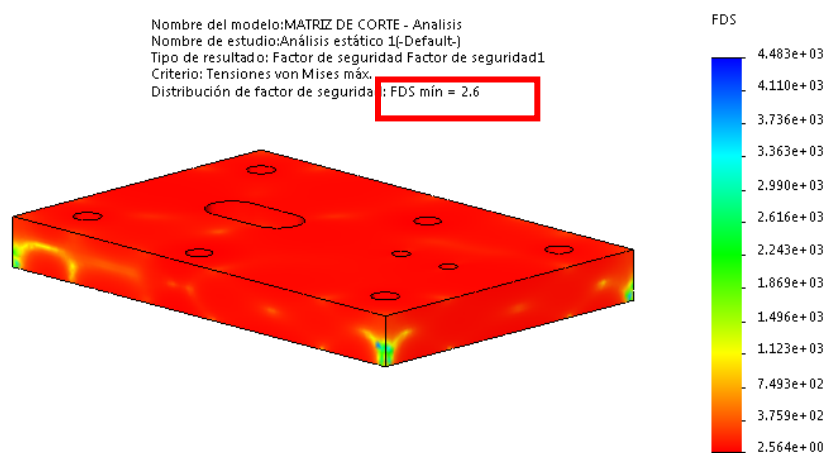 Nombre del modelo:MATRIZ DE CORTE - Analisis
Nombre de estudio:Análisis estático 1(-Default-)
Tipo de resultado: Factor de seguridad Factor de seguridad1
Criterio: Tensiones von Mises máx.
Distribución de factor de seguridad: FDS mín = 2.6
FDS
4.483e+03
4.110e+03
3.736e+03
3.363e+03
2.990e+03
2.616e+03
2.243e+03
1.869e+03
1.496e+03
1.123e+03
7.493e+02
3.759e+02
2.564e+00